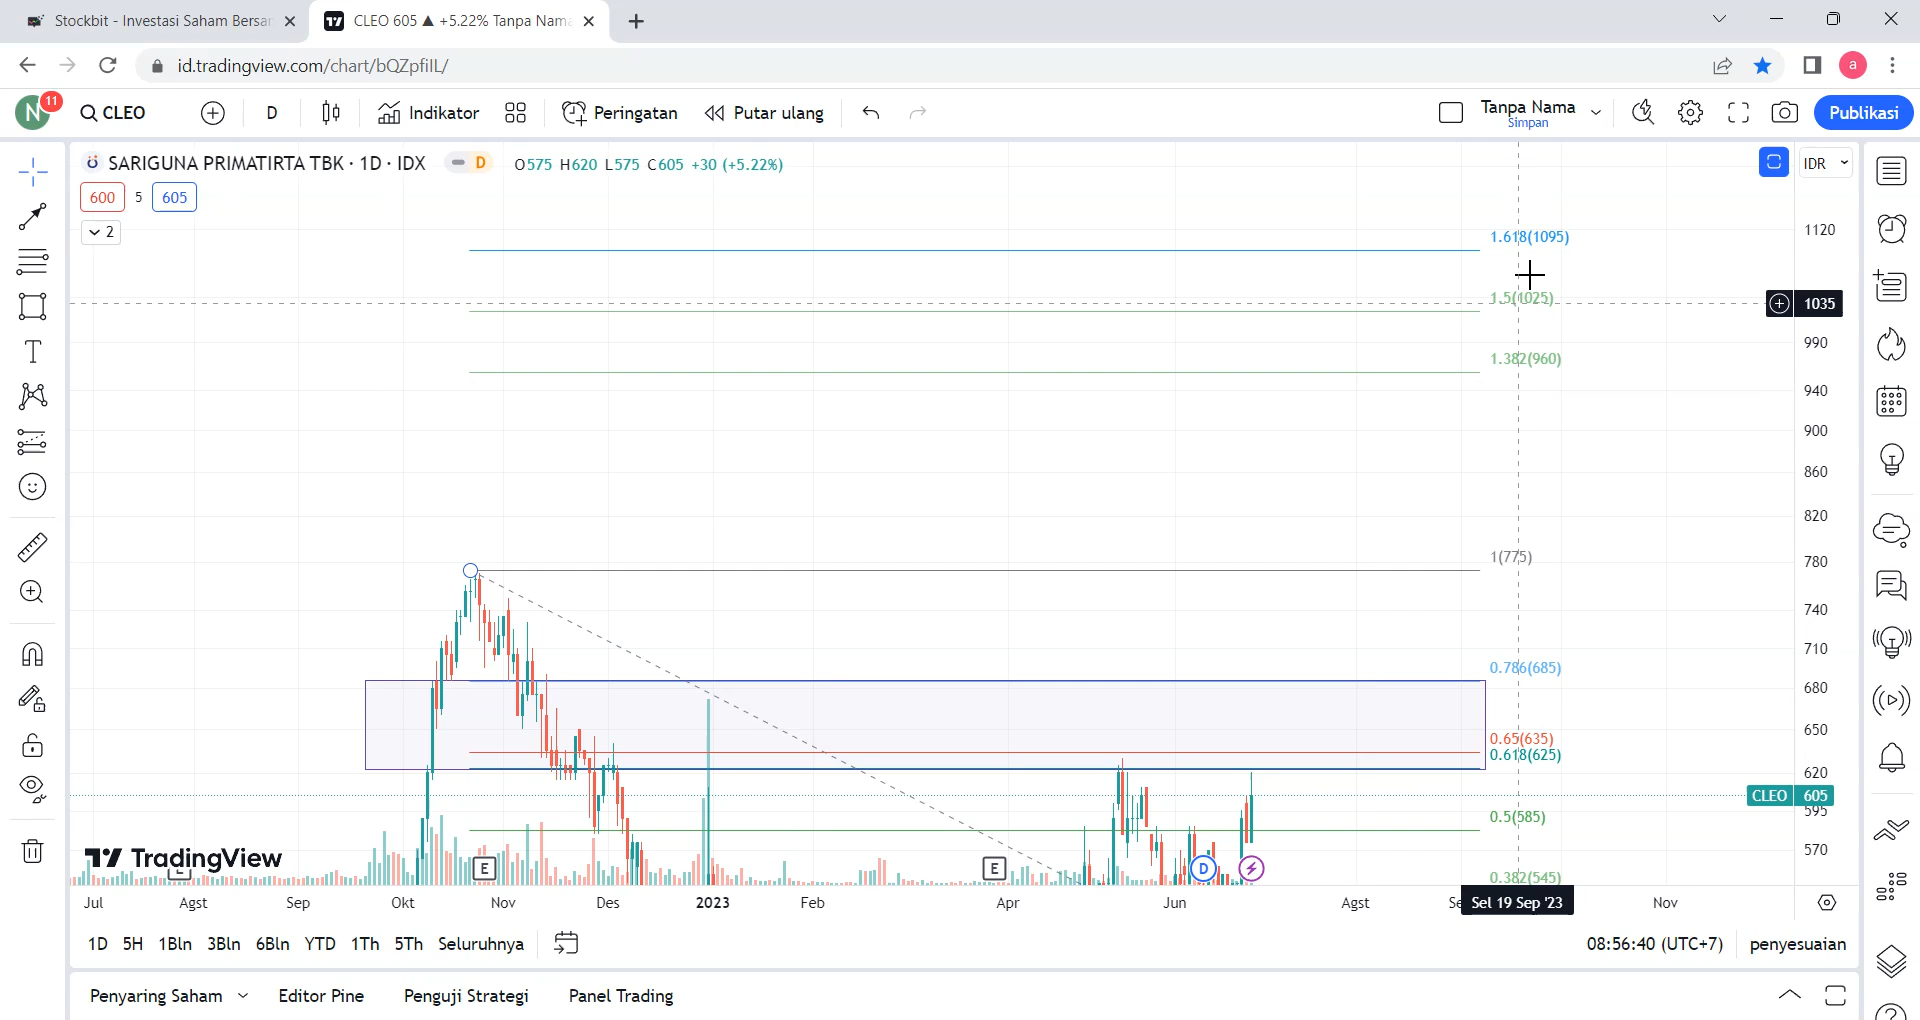 Stockbit - Investasi Saham Bersar
CLEO 605 ▲ +5.22% Tanpa Nama
id.tradingview.com/chart/bQZpfiIL/
a
N
11
CLEO
D
Indikator
Peringatan
Putar ulang
Tanpa Nama
Simpan
Publikasi
SARIGUNA PRIMATIRTA TBK · 1D · IDX
D
O575 H620 L575 C605 +30 (+5.22%)
IDR
600
5
605
2
1.618(1095)
1120
1.5(1025)
1035
990
1.382(960)
940
900
860
820
1(775)
780
740
710
0.786(685)
680
650
0.65(635)
0.618(625)
620
CLEO 605
595
0.5(585)
570
TradingView
E
E
D
0.382(545)
Jul
Agst
Sep
Okt
Nov
Des
2023
Feb
Apr
Jun
Agst
Sel 19 Sep '23
Nov
1D
5H
1Bln
3Bln
6Bln
YTD
1Th
5Th
Seluruhnya
08:56:40 (UTC+7)
penyesuaian
Penyaring Saham
Editor Pine
Penguji Strategi
Panel Trading